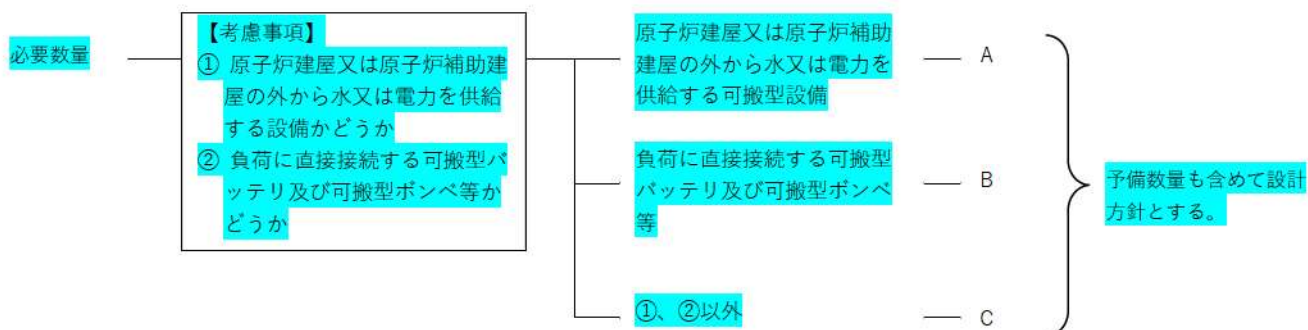 必要数量
【考慮事項】
① 原子炉建屋又は原子炉補助建
屋の外から水又は電力を供給
する設備かどうか
② 負荷に直接接続する可搬型バ
ッテリ及び可搬型ボンベ等か
どうか
原子炉建屋又は原子炉補助
建屋の外から水又は電力を
供給する可搬型設備
A
負荷に直接接続する可搬型
バッテリ及び可搬型ボンベ
等
B
①、②以外
C
予備数量も含めて設計
方針とする。